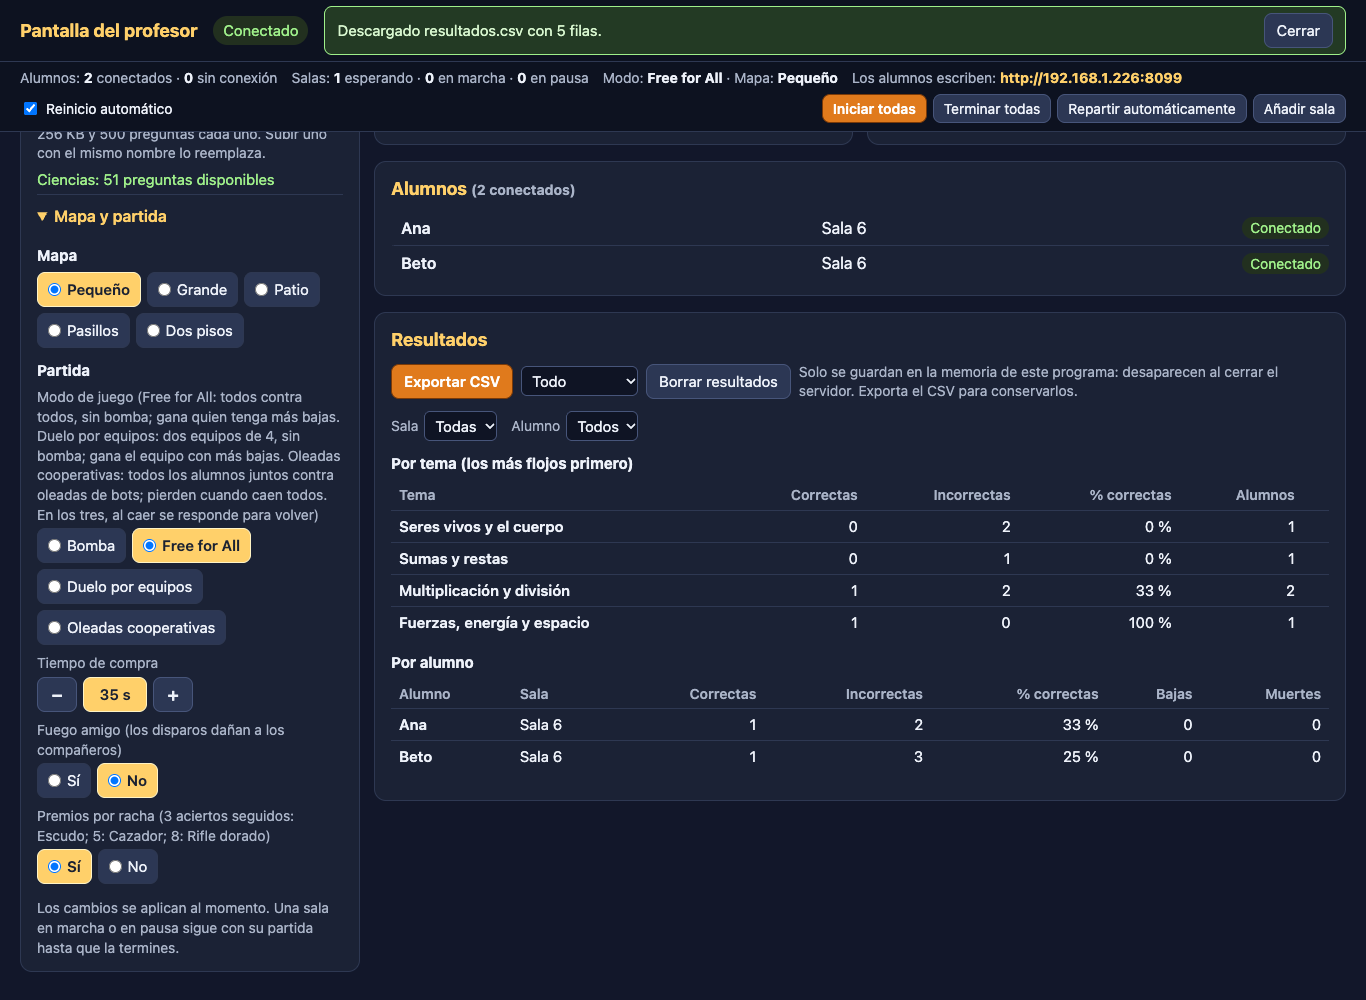 Pantalla del profesor
Conectado
Descargado resultados.csv con 5 filas.
Cerrar
Alumnos: 2 conectados · 0 sin conexión Salas: 1 esperando · 0 en marcha · 0 en pausa Modo: Free for All · Mapa: Pequeño Los alumnos escriben: http://192.168.1.226:8099
Reinicio automático
Iniciar todas
Terminar todas
Repartir automáticamente
Añadir sala
256 KB y 500 preguntas cada uno. Subir uno
con el mismo nombre lo reemplaza.
Ciencias: 51 preguntas disponibles
▼ Mapa y partida
Mapa
Pequeño
Grande
Patio
Pasillos
Dos pisos
Partida
Modo de juego (Free for All: todos contra
todos, sin bomba; gana quien tenga más bajas.
Duelo por equipos: dos equipos de 4, sin
bomba; gana el equipo con más bajas. Oleadas
cooperativas: todos los alumnos juntos contra
oleadas de bots; pierden cuando caen todos.
En los tres, al caer se responde para volver)
Bomba
Free for All
Duelo por equipos
Oleadas cooperativas
Tiempo de compra
− 35 s +
Fuego amigo (los disparos dañan a los
compañeros)
Sí
No
Premios por racha (3 aciertos seguidos:
Escudo; 5: Cazador; 8: Rifle dorado)
Sí
No
Los cambios se aplican al momento. Una sala
en marcha o en pausa sigue con su partida
hasta que la termines.
Alumnos (2 conectados)
Ana Sala 6 Conectado
Beto Sala 6 Conectado
Resultados
Exportar CSV
Todo
Borrar resultados
Solo se guardan en la memoria de este programa: desaparecen al cerrar el
servidor. Exporta el CSV para conservarlos.
Sala Todas Alumno Todos
Por tema (los más flojos primero)
Tema Correctas Incorrectas % correctas Alumnos
Seres vivos y el cuerpo 0 2 0 % 1
Sumas y restas 0 1 0 % 1
Multiplicación y división 1 2 33 % 2
Fuerzas, energía y espacio 1 0 100 % 1
Por alumno
Alumno Sala Correctas Incorrectas % correctas Bajas Muertes
Ana Sala 6 1 2 33 % 0 0
Beto Sala 6 1 3 25 % 0 0